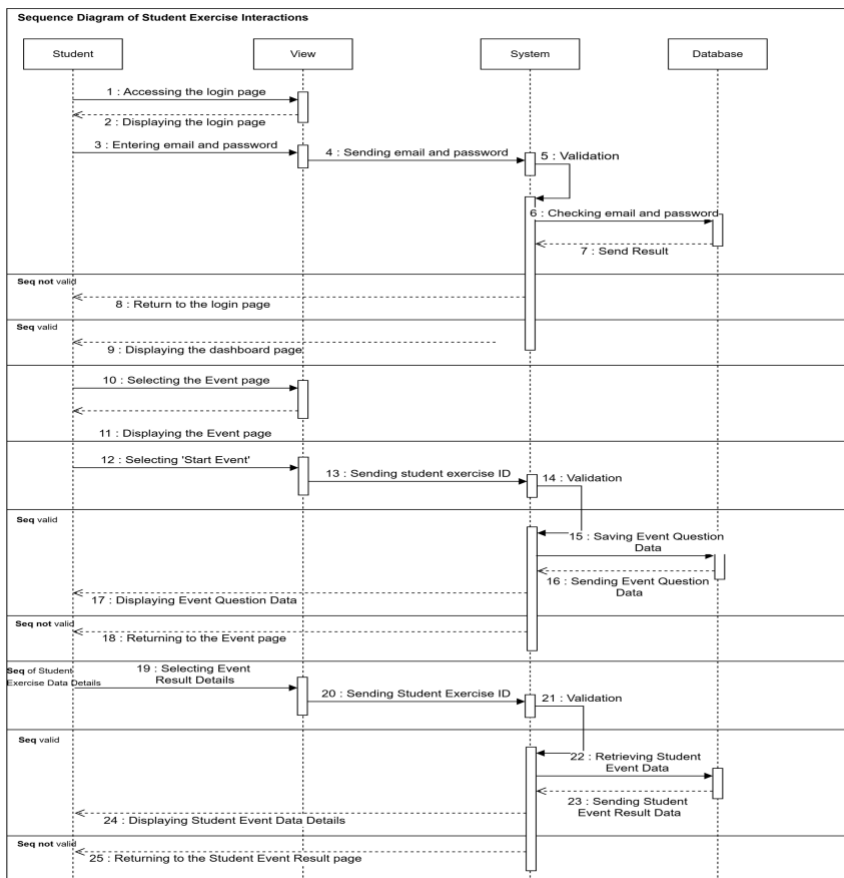 Sequence Diagram of Student Exercise Interactions
Student
View
System
Database
1 : Accessing the login page
2 : Displaying the login page
3 : Entering email and password
4 : Sending email and password
5 : Validation
6 : Checking email and password
7 : Send Result
Seq not valid
8 : Return to the login page
Seq valid
9 : Displaying the dashboard page
10 : Selecting the Event page
11 : Displaying the Event page
12 : Selecting 'Start Event'
13 : Sending student exercise ID
14 : Validation
Seq valid
15 : Saving Event Question
Data
16 : Sending Event Question
Data
17 : Displaying Event Question Data
Seq not valid
18 : Returning to the Event page
Seq of Student
Exercise Data Details
19 : Selecting Event
Result Details
20 : Sending Student Exercise ID
21 : Validation
Seq valid
22 : Retrieving Student
Event Data
23 : Sending Student
Event Result Data
24 : Displaying Student Event Data Details
Seq not valid
25 : Returning to the Student Event Result page